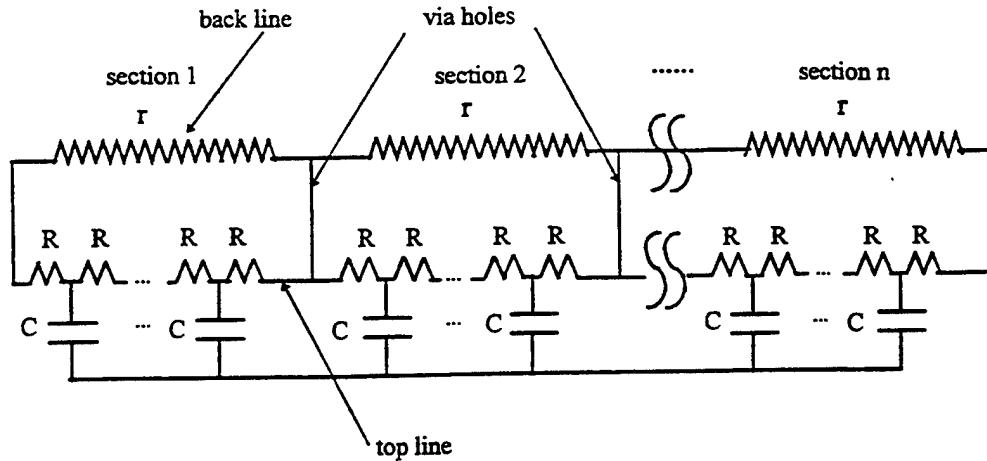 back line
via holes
section 1
section 2
......
section n
r
r
r
R R R R
R R R R
R R R R
... ... ...
C ... C
C ... C
C ... C
top line